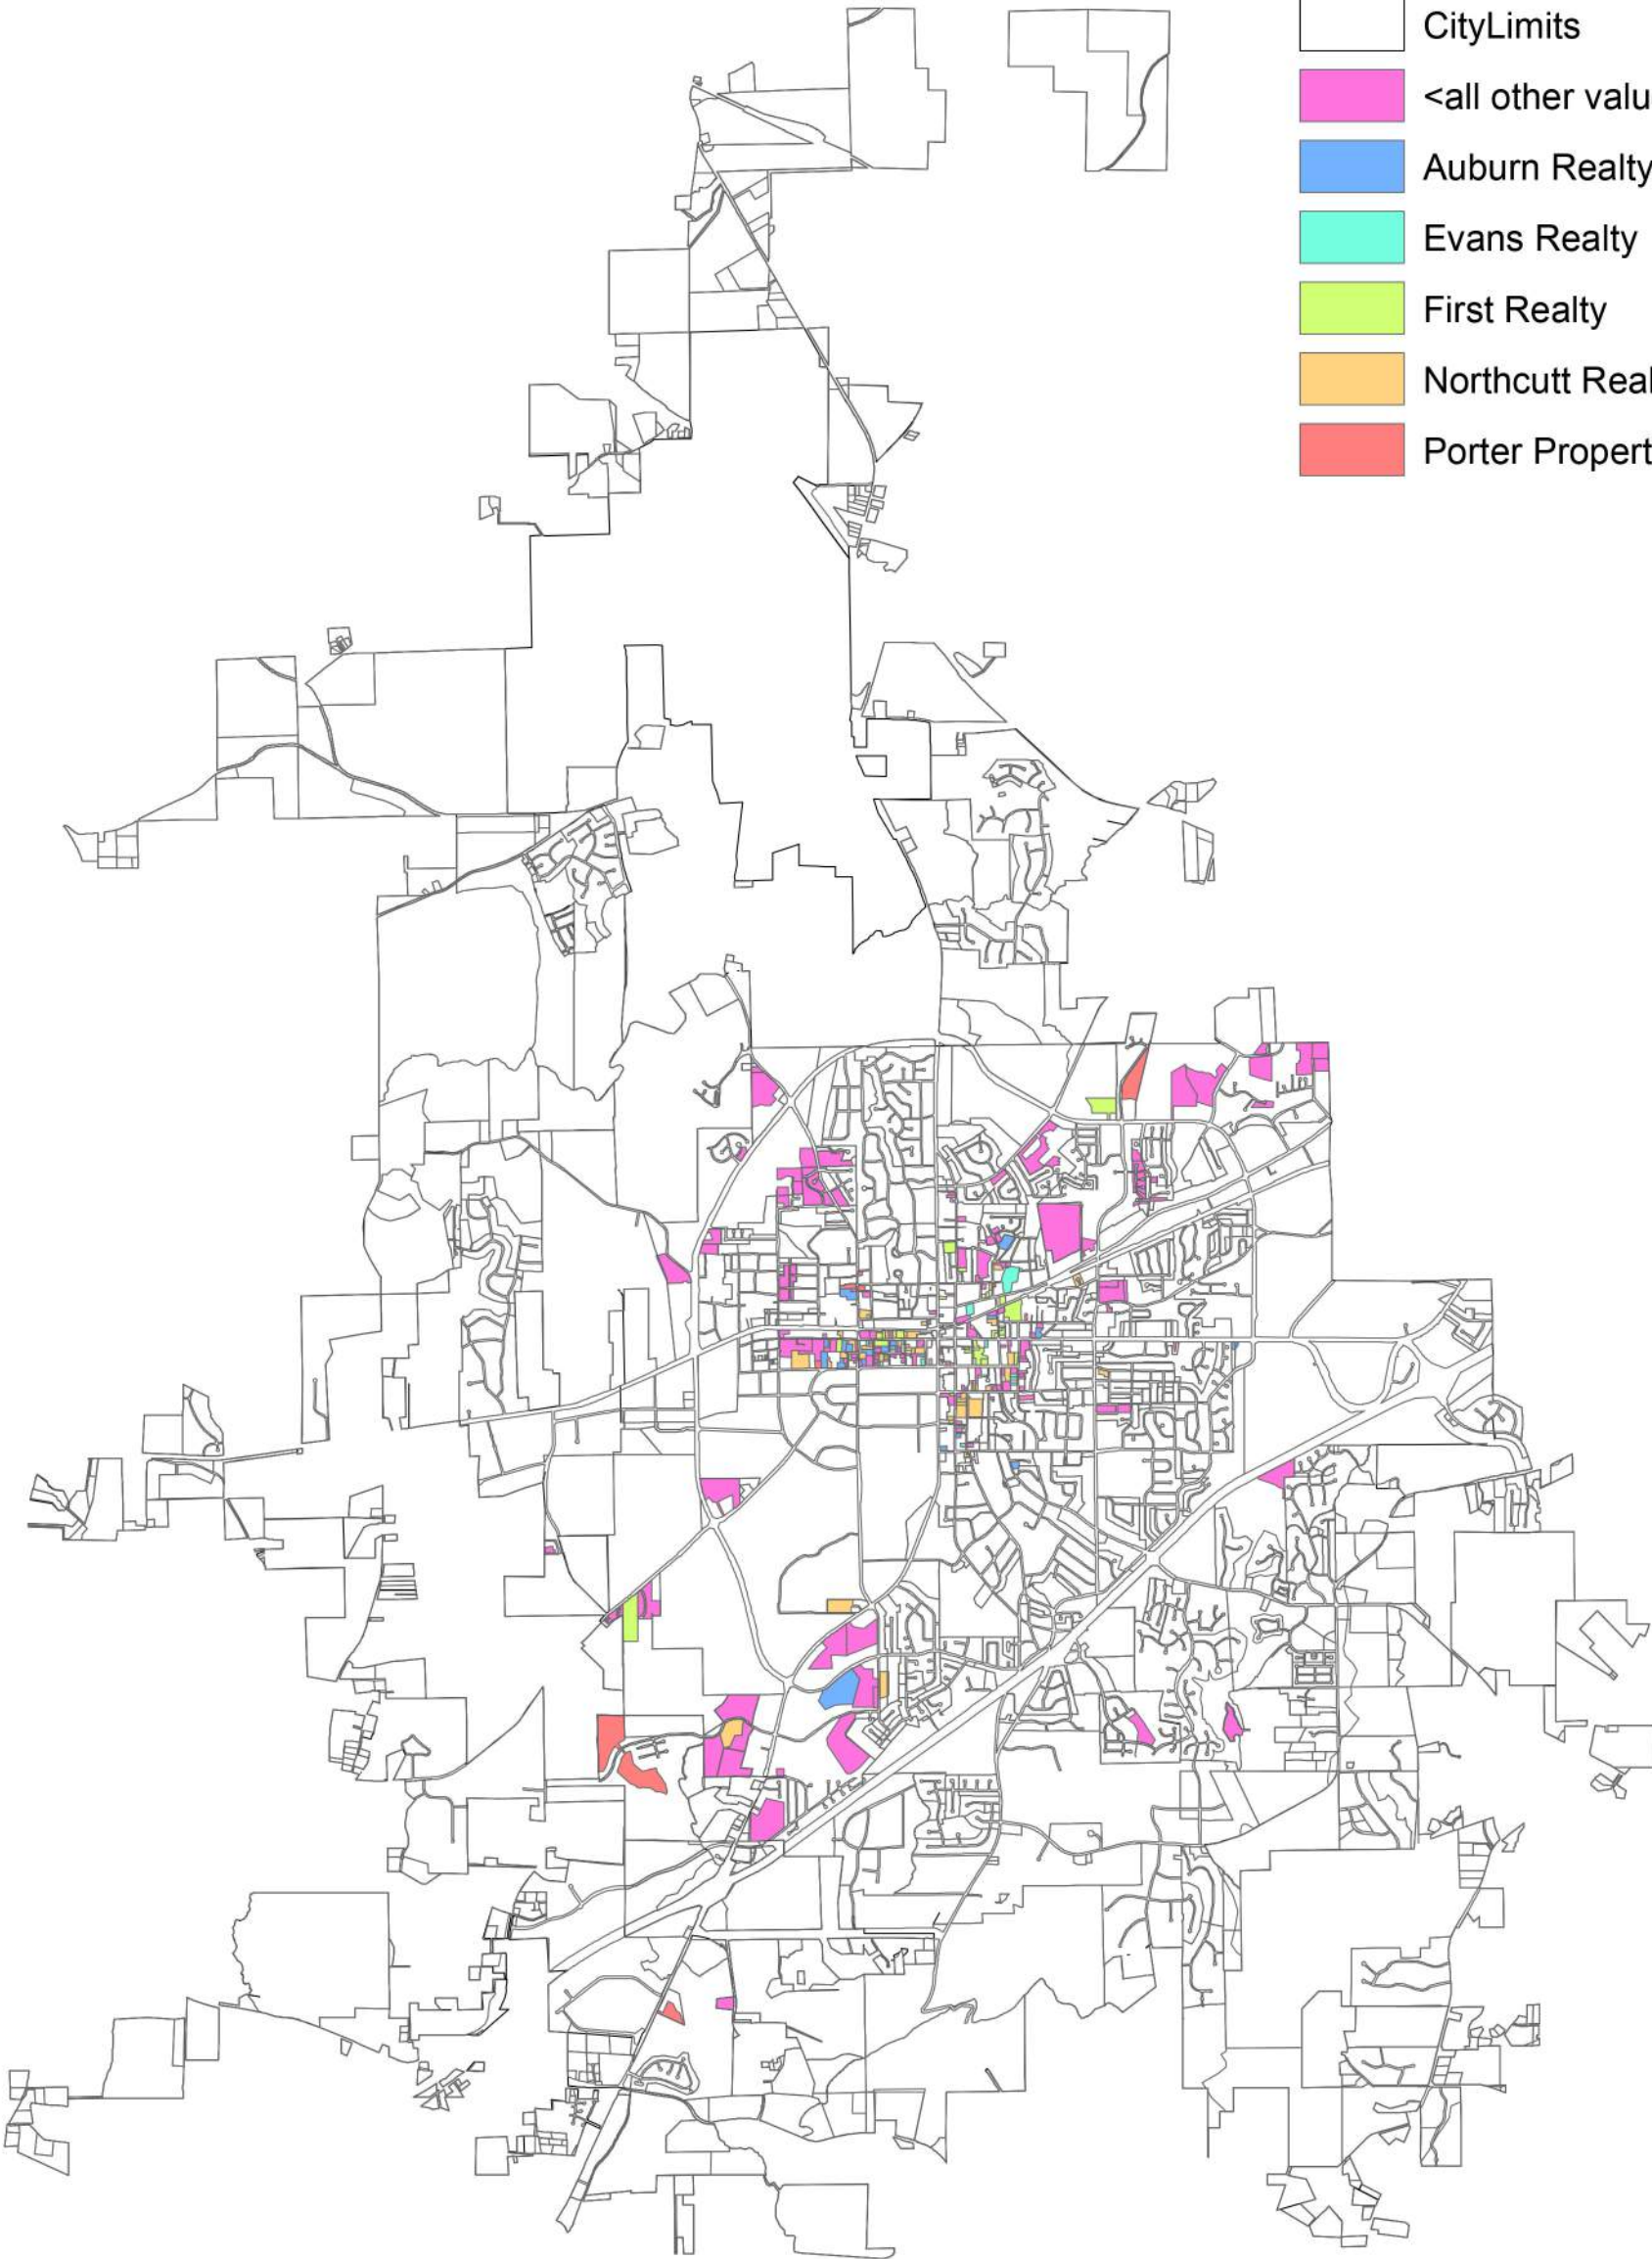 CityLimits
<all other valu
Auburn Realty
Evans Realty
First Realty
Northcutt Real
Porter Propert